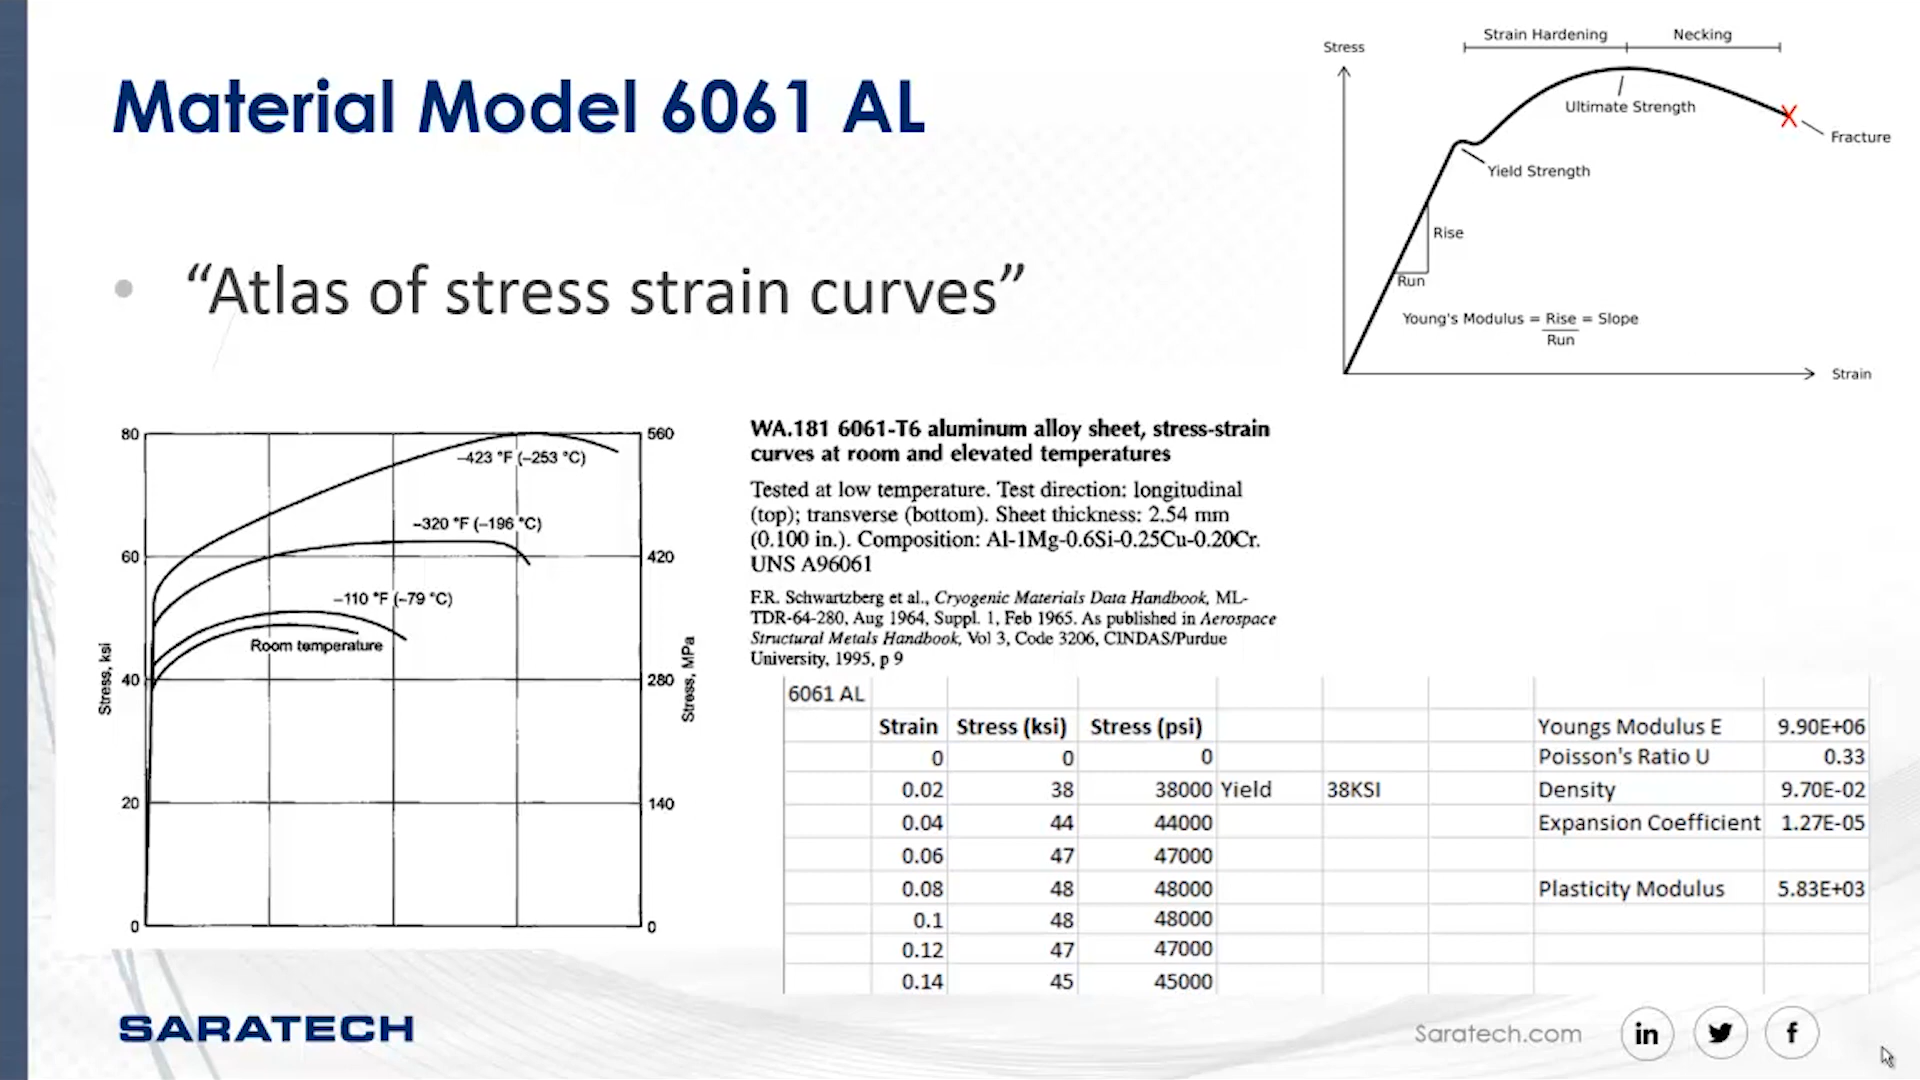 Material Model 6061 AL
• “Atlas of stress strain curves”
Stress
Strain Hardening
Necking
Ultimate Strength
Fracture
Yield Strength
Rise
Run
Young's Modulus = Rise = Slope
Run
Strain
80
560
–423 °F (–253 °C)
–320 °F (–196 °C)
60
420
–110 °F (–79 °C)
Room temperature
Stress, ksi
Stress, MPa
40
280
20
140
0
0
WA.181 6061-T6 aluminum alloy sheet, stress-strain
curves at room and elevated temperatures
Tested at low temperature. Test direction: longitudinal
(top); transverse (bottom). Sheet thickness: 2.54 mm
(0.100 in.). Composition: Al-1Mg-0.6Si-0.25Cu-0.20Cr.
UNS A96061
F.R. Schwartzberg et al., Cryogenic Materials Data Handbook, ML-
TDR-64-280, Aug 1964, Suppl. 1, Feb 1965. As published in Aerospace
Structural Metals Handbook, Vol 3, Code 3206, CINDAS/Purdue
University, 1995, p 9
6061 AL
Strain Stress (ksi) Stress (psi) Youngs Modulus E 9.90E+06
0 0 0 Poisson's Ratio U 0.33
0.02 38 38000 Yield 38KSI Density 9.70E-02
0.04 44 44000 Expansion Coefficient 1.27E-05
0.06 47 47000
0.08 48 48000 Plasticity Modulus 5.83E+03
0.1 48 48000
0.12 47 47000
0.14 45 45000
SARATECH
Saratech.com
in
f